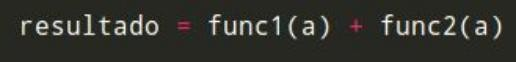 resultado = func1(a) + func2(a)